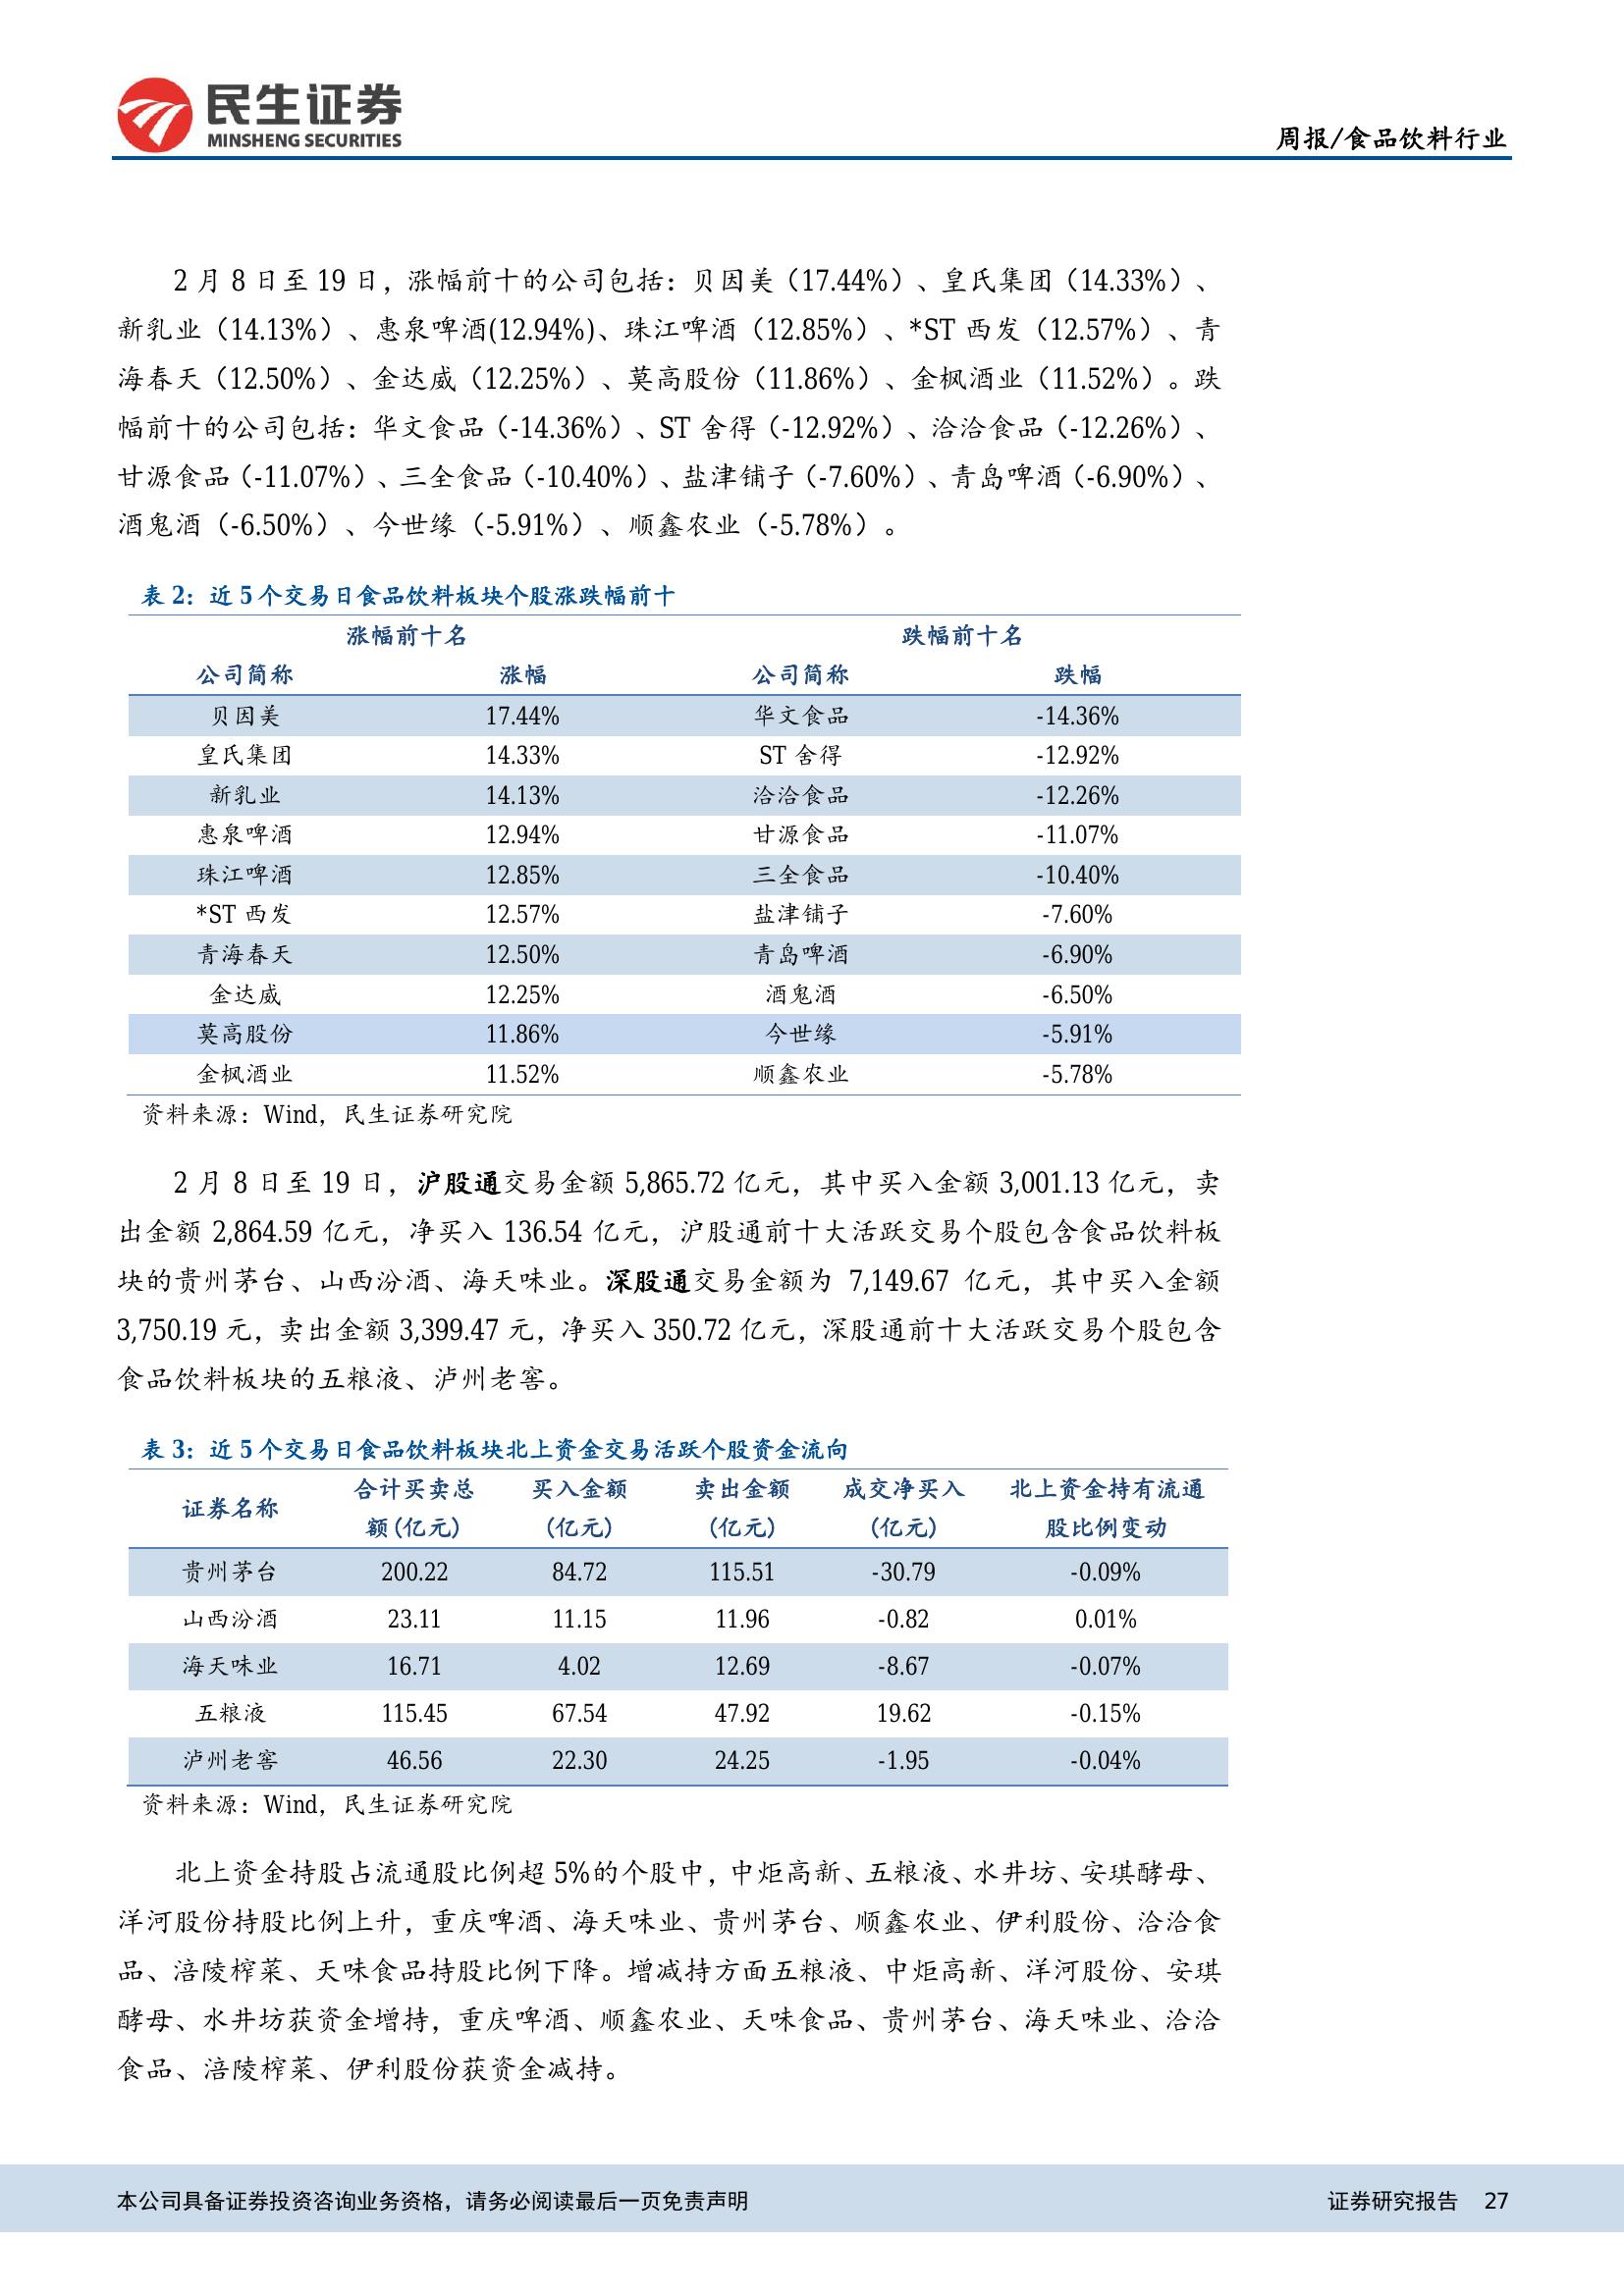 民生证券
MINSHENG SECURITIES
周报/食品饮料行业
2 月 8 日至 19 日，涨幅前十的公司包括：贝因美（17.44%）、皇氏集团（14.33%）、
新乳业（14.13%）、惠泉啤酒(12.94%)、珠江啤酒（12.85%）、*ST 西发（12.57%）、青
海春天（12.50%）、金达威（12.25%）、莫高股份（11.86%）、金枫酒业（11.52%）。跌
幅前十的公司包括：华文食品（-14.36%）、ST 舍得（-12.92%）、洽洽食品（-12.26%）、
甘源食品（-11.07%）、三全食品（-10.40%）、盐津铺子（-7.60%）、青岛啤酒（-6.90%）、
酒鬼酒（-6.50%）、今世缘（-5.91%）、顺鑫农业（-5.78%）。
表 2：近 5 个交易日食品饮料板块个股涨跌幅前十
涨幅前十名 跌幅前十名
公司简称 涨幅 公司简称 跌幅
贝因美 17.44% 华文食品 -14.36%
皇氏集团 14.33% ST 舍得 -12.92%
新乳业 14.13% 洽洽食品 -12.26%
惠泉啤酒 12.94% 甘源食品 -11.07%
珠江啤酒 12.85% 三全食品 -10.40%
*ST 西发 12.57% 盐津铺子 -7.60%
青海春天 12.50% 青岛啤酒 -6.90%
金达威 12.25% 酒鬼酒 -6.50%
莫高股份 11.86% 今世缘 -5.91%
金枫酒业 11.52% 顺鑫农业 -5.78%
资料来源：Wind，民生证券研究院
2 月 8 日至 19 日，沪股通交易金额 5,865.72 亿元，其中买入金额 3,001.13 亿元，卖
出金额 2,864.59 亿元，净买入 136.54 亿元，沪股通前十大活跃交易个股包含食品饮料板
块的贵州茅台、山西汾酒、海天味业。深股通交易金额为 7,149.67 亿元，其中买入金额
3,750.19 元，卖出金额 3,399.47 元，净买入 350.72 亿元，深股通前十大活跃交易个股包含
食品饮料板块的五粮液、泸州老窖。
表 3：近 5 个交易日食品饮料板块北上资金交易活跃个股资金流向
证券名称 合计买卖总 买入金额 卖出金额 成交净买入 北上资金持有流通
额(亿元) (亿元) (亿元) (亿元) 股比例变动
贵州茅台 200.22 84.72 115.51 -30.79 -0.09%
山西汾酒 23.11 11.15 11.96 -0.82 0.01%
海天味业 16.71 4.02 12.69 -8.67 -0.07%
五粮液 115.45 67.54 47.92 19.62 -0.15%
泸州老窖 46.56 22.30 24.25 -1.95 -0.04%
资料来源：Wind，民生证券研究院
北上资金持股占流通股比例超 5%的个股中，中炬高新、五粮液、水井坊、安琪酵母、
洋河股份持股比例上升，重庆啤酒、海天味业、贵州茅台、顺鑫农业、伊利股份、洽洽食
品、涪陵榨菜、天味食品持股比例下降。增减持方面五粮液、中炬高新、洋河股份、安琪
酵母、水井坊获资金增持，重庆啤酒、顺鑫农业、天味食品、贵州茅台、海天味业、洽洽
食品、涪陵榨菜、伊利股份获资金减持。
本公司具备证券投资咨询业务资格，请务必阅读最后一页免责声明
证券研究报告 27